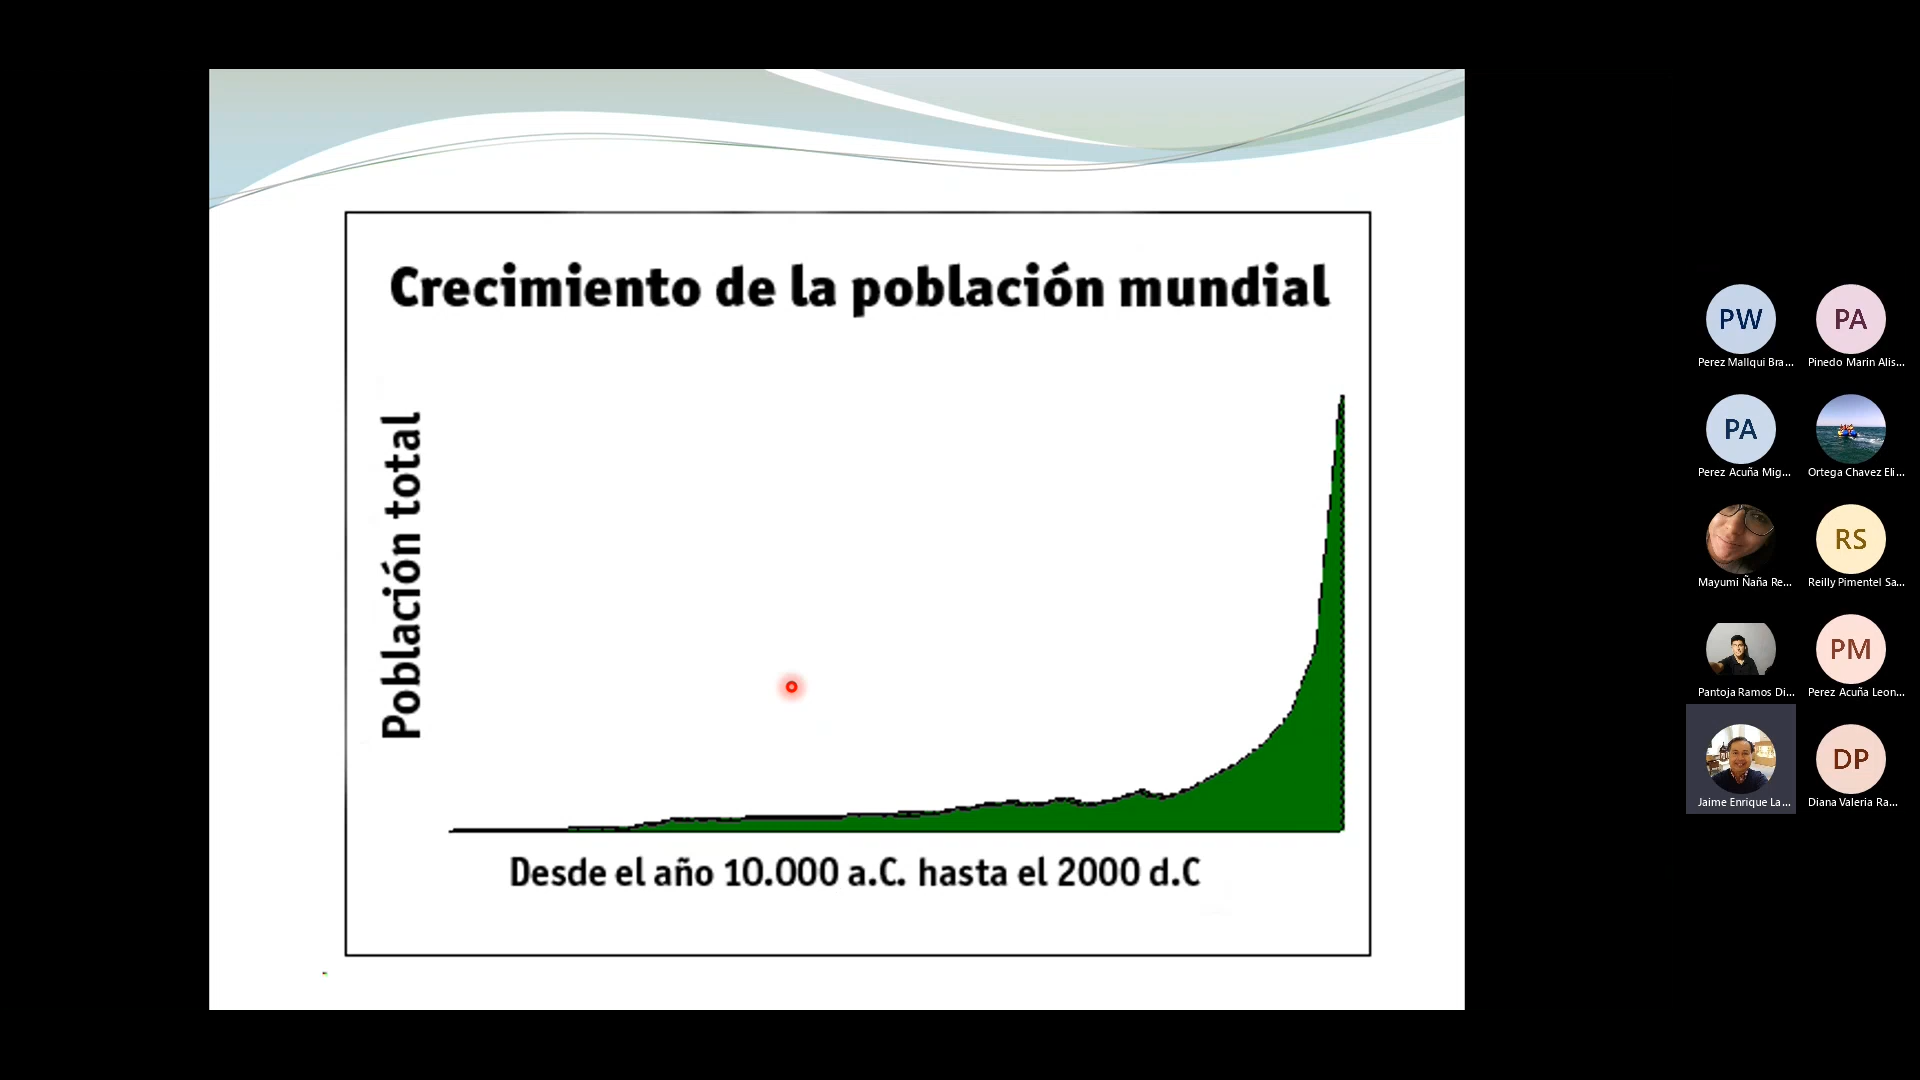 Crecimiento de la población mundial
Población total
Desde el año 10.000 a.C. hasta el 2000 d.C
PW
PA
Perez Mallqui Bra...
Pinedo Marin Alis...
PA
Perez Acuña Mig...
Ortega Chavez Eli...
RS
Mayumi Ñaña Re...
Reilly Pimentel Sa...
PM
Pantoja Ramos Di...
Perez Acuña Leon...
DP
Jaime Enrique La...
Diana Valeria Ra...